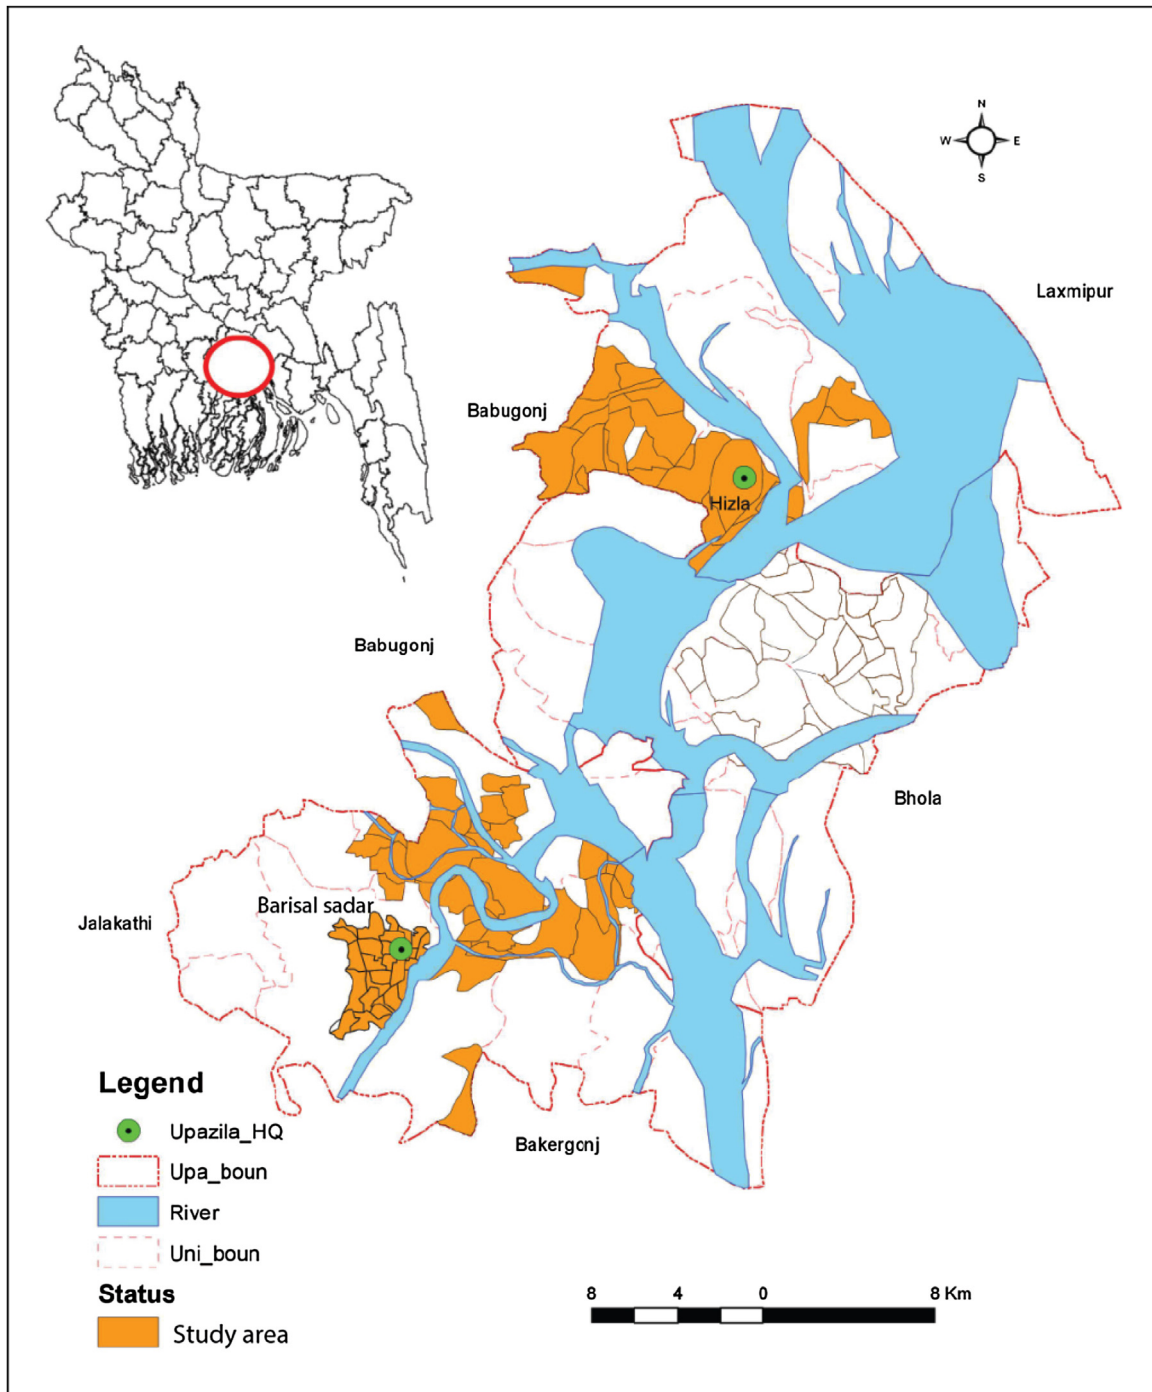 N
W E
S
Laxmipur
Babugonj
Hizla
Babugonj
Bhola
Barisal sadar
Jalakathi
Bakergonj
Legend
Upazila_HQ
Upa_boun
River
Uni_boun
Status
Study area
8 4 0 8 Km